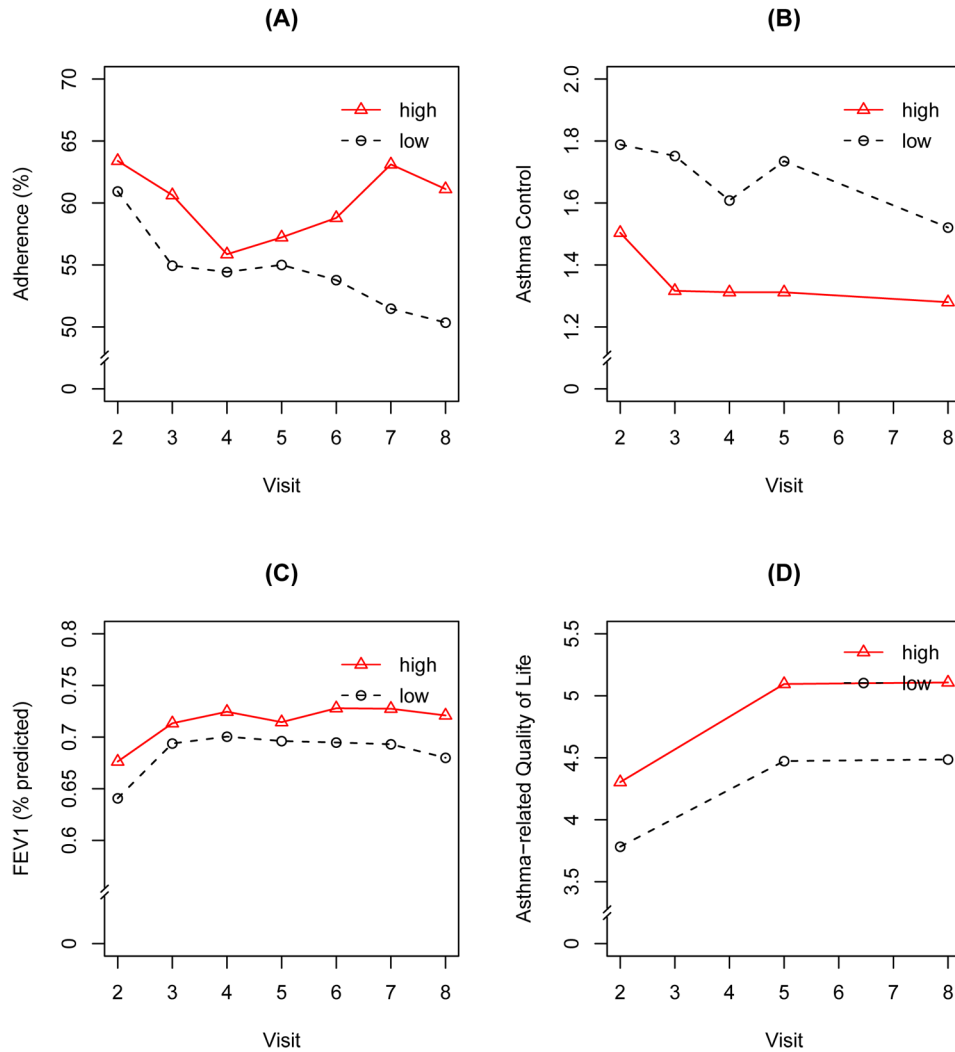 (A)
70
65
60
55
50
0
Adherence (%)
high
low
2 3 4 5 6 7 8
Visit
(B)
2.0
1.8
1.6
1.4
1.2
0
Asthma Control
high
low
2 3 4 5 6 7 8
Visit
(C)
0.8
0.75
0.7
0.65
0.6
0
FEV1 (% predicted)
high
low
2 3 4 5 6 7 8
Visit
(D)
5.5
5
4.5
4
3.5
0
Asthma−related Quality of Life
high
low
2 3 4 5 6 7 8
Visit